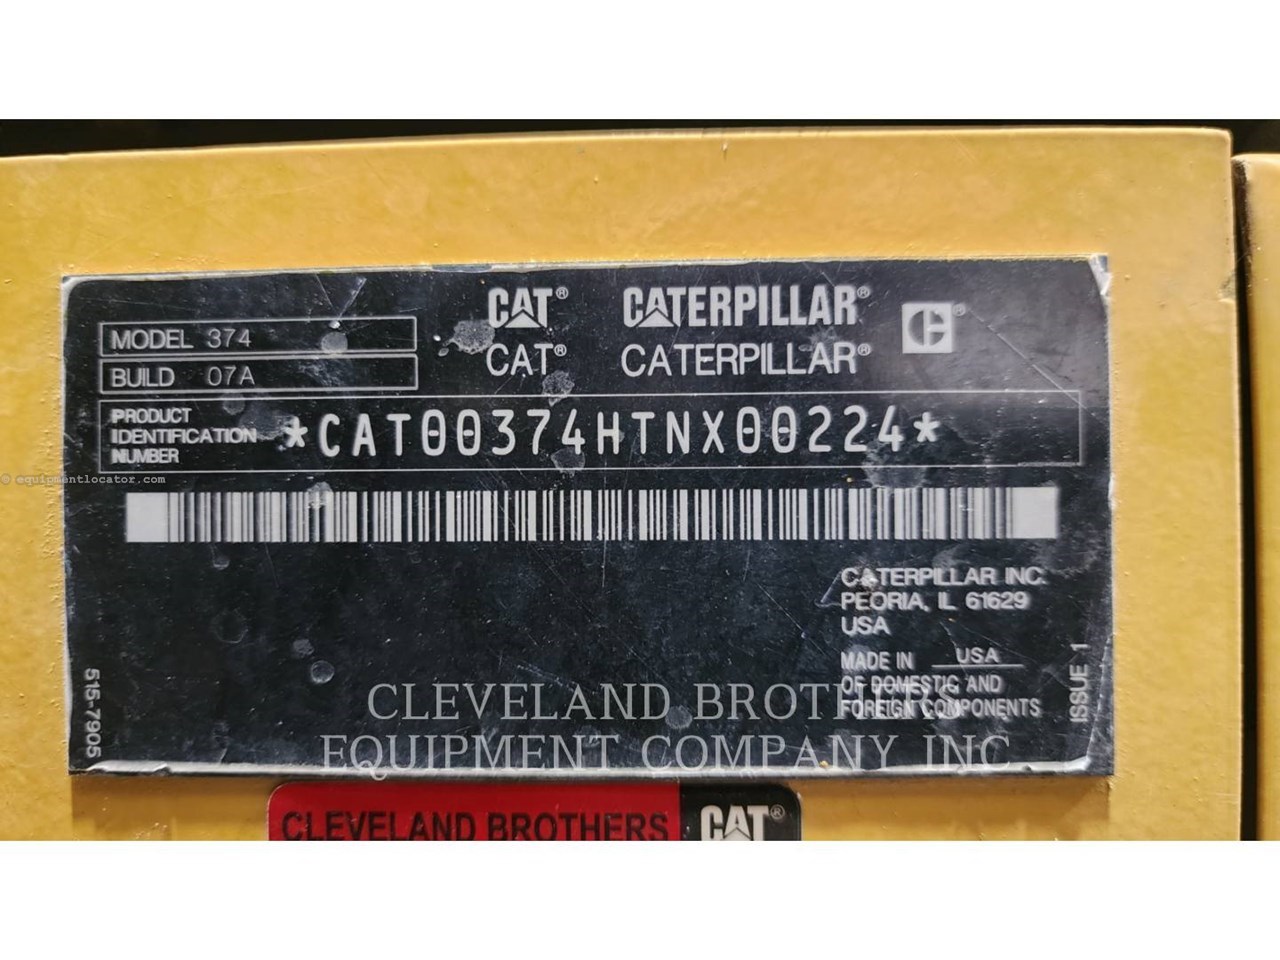 CAT® CATERPILLAR® C®
CAT® CATERPILLAR®
MODEL 374
BUILD 07A
PRODUCT
IDENTIFICATION
NUMBER
*CAT00374HTNX00224*
© equipmentlocator.com
CATERPILLAR INC.
PEORIA, IL 61629
USA
MADE IN USA
OF DOMESTIC AND
FOREIGN COMPONENTS
515-7905
ISSUE 1
CLEVELAND BROTHERS
EQUIPMENT COMPANY INC
CLEVELAND BROTHERS CAT®